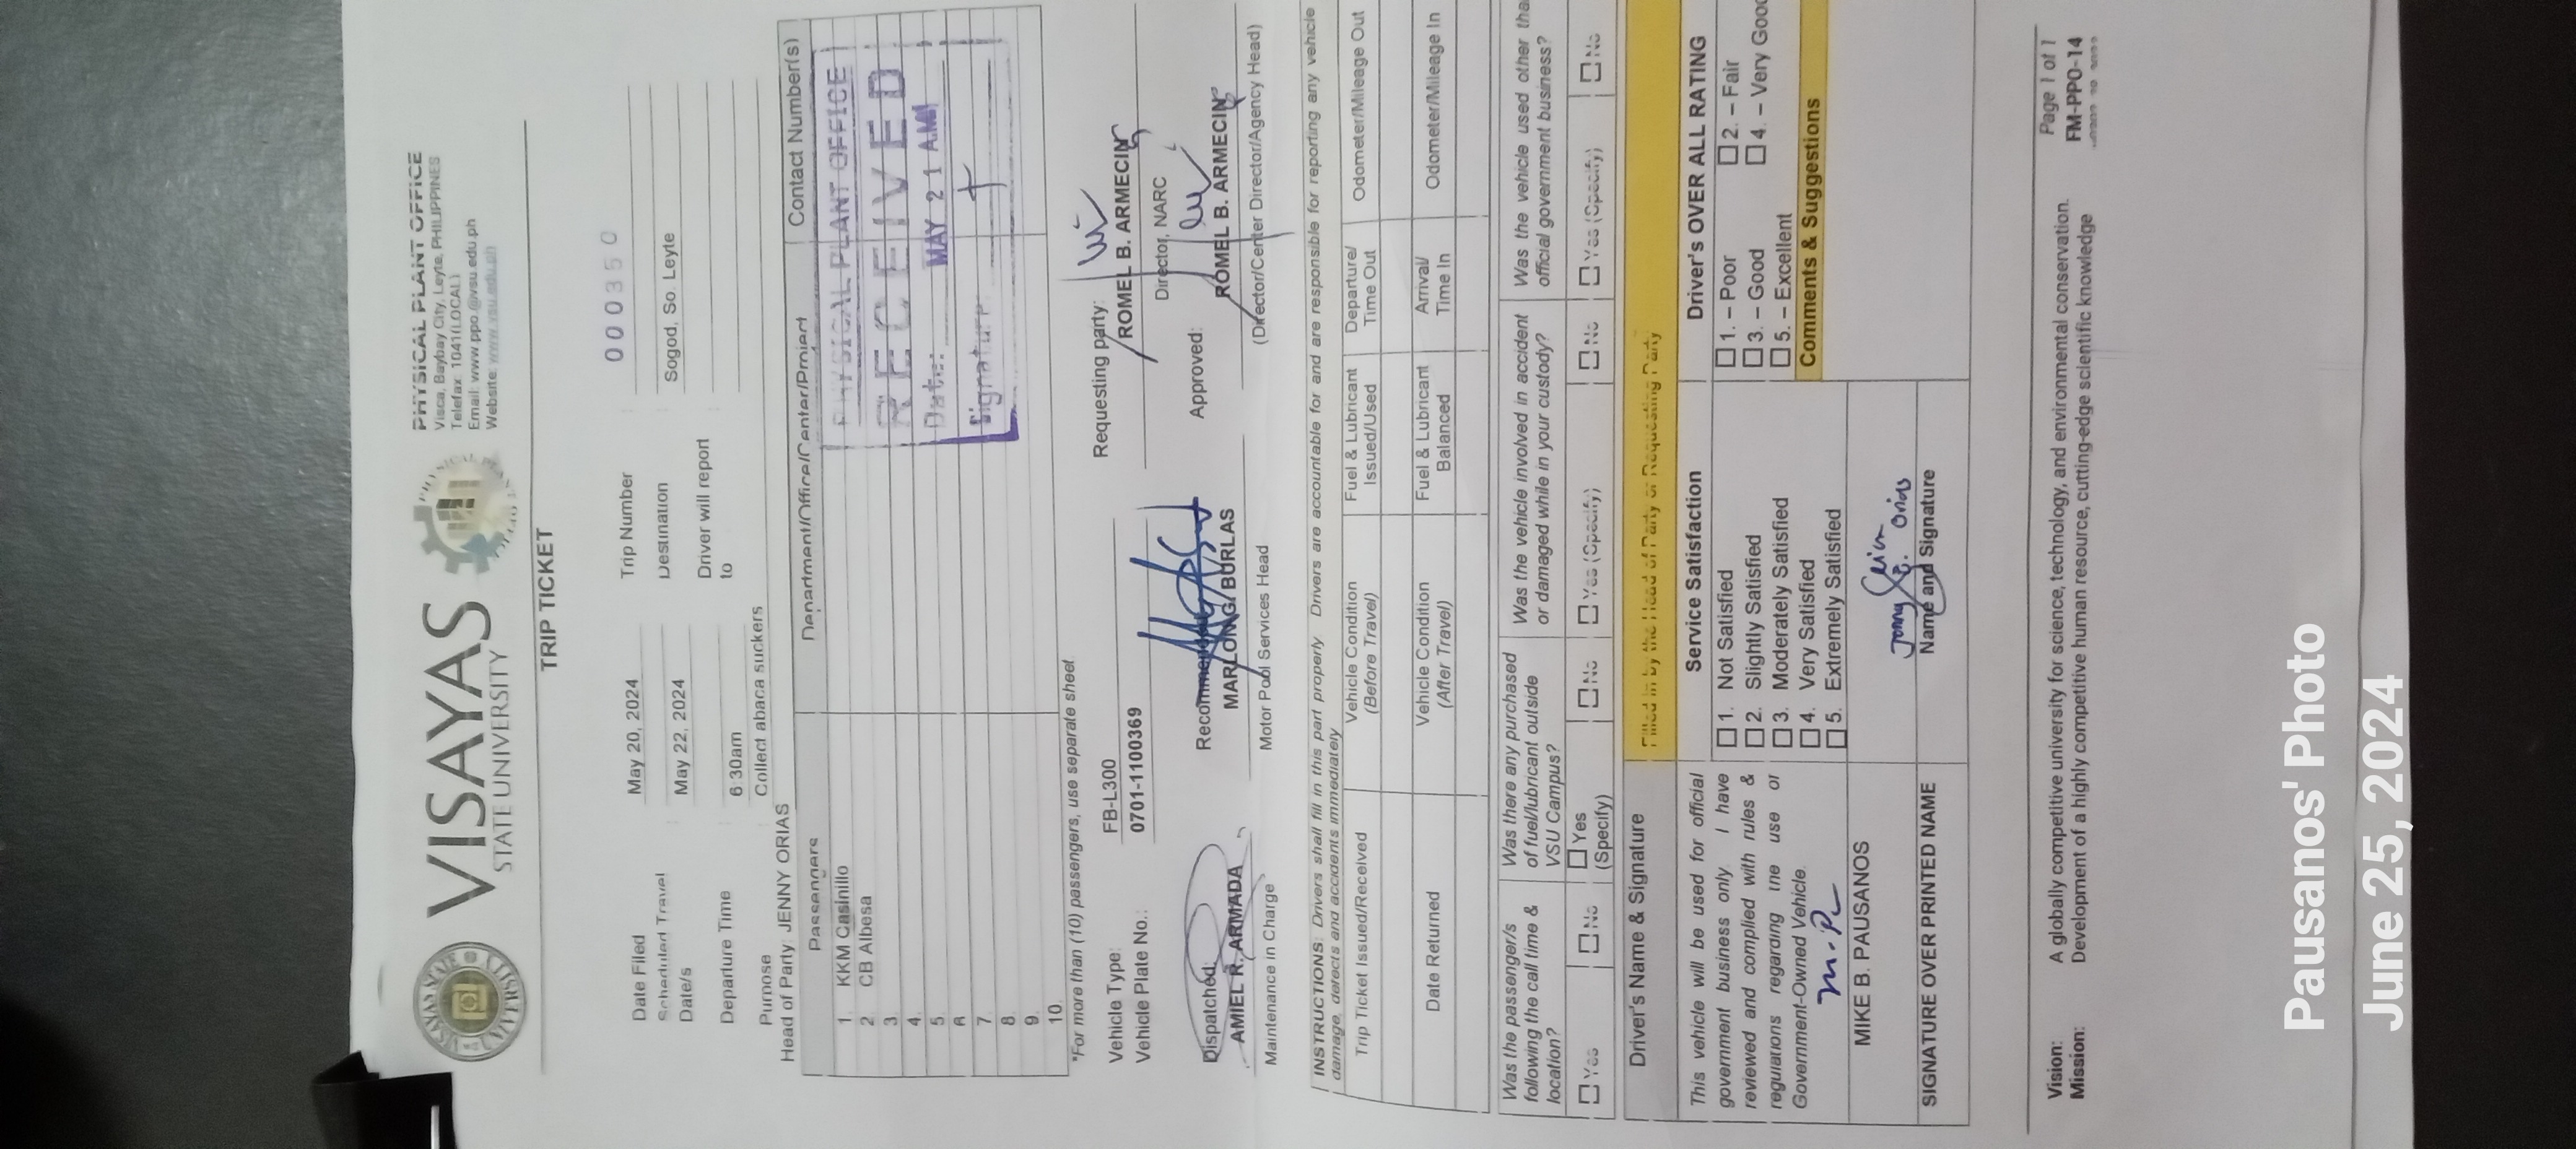 VISAYAS
STATE UNIVERSITY
PHYSICAL PLANT OFFICE
Visca, Baybay City, Leyte, PHILIPPINES
Telefax: 1041(LOCAL)
Email: www.ppo.@vsu.edu.ph
Website: www.vsu.edu.ph
TRIP TICKET
Date Filed May 20, 2024 Trip Number : 000350
Scheduled Travel Date/s : May 22, 2024 Destination : Sogod, So. Leyte
Departure Time : 6:30am Driver will report to :
Purpose Collect abaca suckers
Head of Party: JENNY ORIAS
Passengers Department/Office/Center/Project Contact Number(s)
1. KKM Gasinillo
2. CB Albesa
3.
4.
5.
6
7.
8.
9.
10.
PHYSICAL PLANT OFFICE
RECEIVED
Date: MAY 21 AM
Signature
*For more than (10) passengers, use separate sheet
Vehicle Type: FB-L300
Vehicle Plate No.: 0701-1100369
Requesting party:
ROMEL B. ARMECIN
Director, NARC
Dispatched:
AMIEL R. ARMADA
Maintenance in Charge
MARLON G. BURLAS
Motor Pool Services Head
Approved:
ROMEL B. ARMECIN
(Director/Center Director/Agency Head)
INSTRUCTIONS: Drivers shall fill in this part properly Drivers are accountable for and are responsible for reporting any vehicle
damage, defects and accidents immediately
Trip Ticket Issued/Received
Vehicle Condition (Before Travel)
Fuel & Lubricant Issued/Used
Departure/ Time Out
Odometer/Mileage Out
Date Returned
Vehicle Condition (After Travel)
Fuel & Lubricant Balanced
Arrival/ Time In
Odometer/Mileage In
Was the passenger/s following the call time & location?
Was there any purchased of fuel/lubricant outside VSU Campus?
Was the vehicle involved in accident or damaged while in your custody?
Was the vehicle used other tha
official government business?
☐ Yes ☐ No
☐ Yes (Specify) ☐ No
☐ Yes (Specify) ☐ No
☐ Yes (Specify) ☐ No
Driver's Name & Signature
Filled in by the Head of Party or Requesting Party
This vehicle will be used for official
government business only. I have
reviewed and complied with rules &
regulations regarding the use of
Government-Owned Vehicle.
MIKE B. PAUSANOS
SIGNATURE OVER PRINTED NAME
Service Satisfaction
☐ 1. Not Satisfied
☐ 2. Slightly Satisfied
☐ 3. Moderately Satisfied
☐ 4. Very Satisfied
☐ 5. Extremely Satisfied
Name and Signature
Driver's OVER ALL RATING
☐ 1. – Poor ☐ 2. – Fair
☐ 3. – Good ☐ 4. – Very Good
☐ 5. – Excellent
Comments & Suggestions
Vision: A globally competitive university for science, technology, and environmental conservation.
Mission: Development of a highly competitive human resource, cutting-edge scientific knowledge
Page 1 of 1
FM-PPO-14
Pausanos' Photo
June 25, 2024